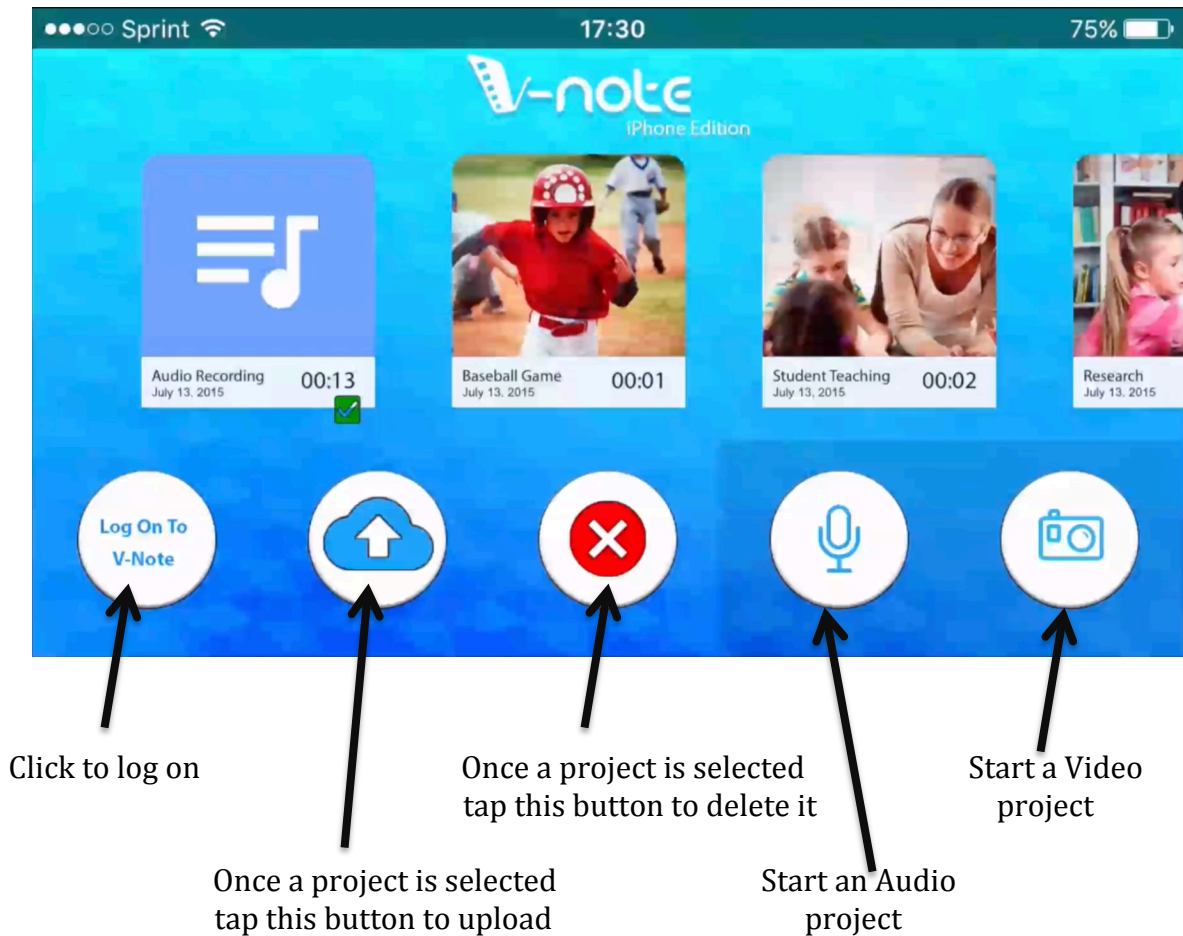 Sprint 17:30 75%
V-note
iPhone Edition
Audio Recording 00:13
July 13, 2015
Baseball Game 00:01
July 13, 2015
Student Teaching 00:02
July 13, 2015
Research
July 13, 2015
Log On To
V-Note
Click to log on
Once a project is selected
tap this button to delete it
Start a Video
project
Once a project is selected
tap this button to upload
Start an Audio
project